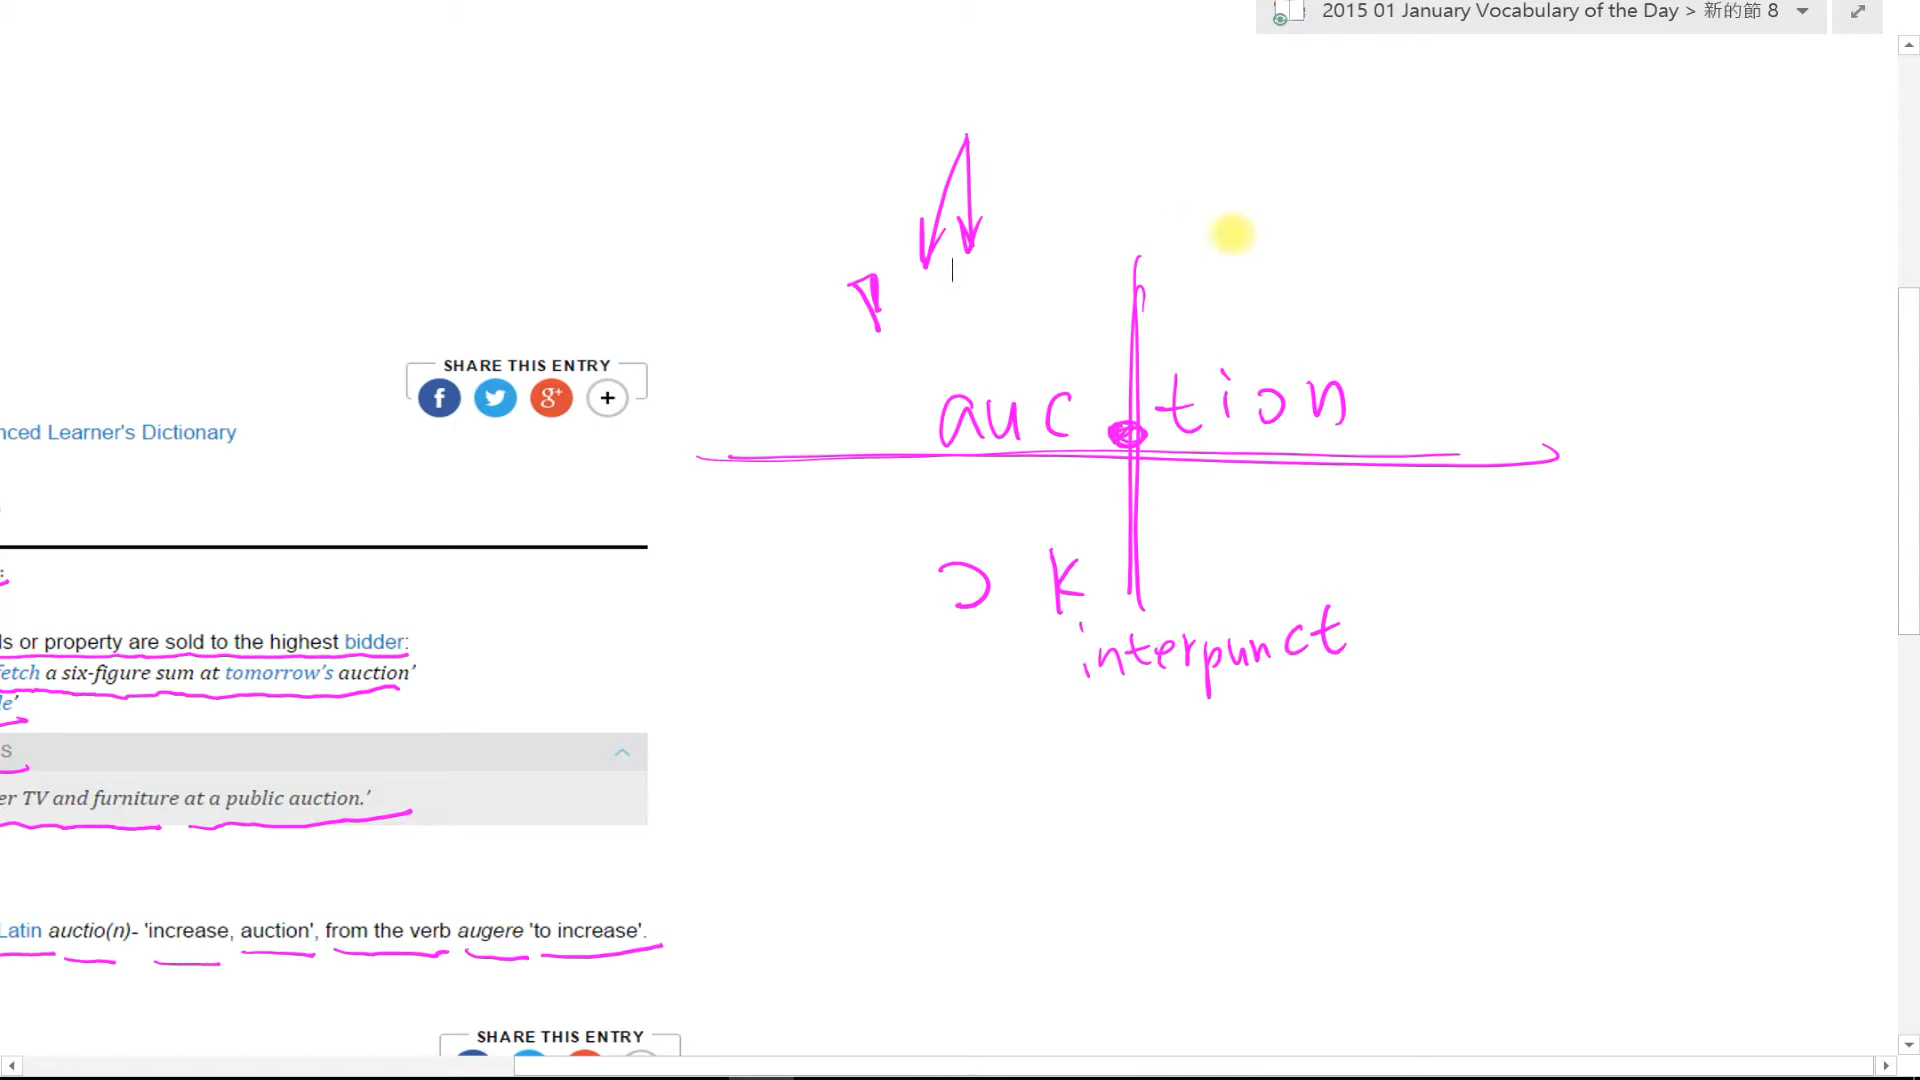 2015 01 January Vocabulary of the Day > 新的節 8
SHARE THIS ENTRY
f
g+
+
nced Learner's Dictionary
auc tion
ɔ k
interpunct
:
ls or property are sold to the highest bidder:
fetch a six-figure sum at tomorrow's auction'
le'
S
er TV and furniture at a public auction.'
Latin auctio(n)- 'increase, auction', from the verb augere 'to increase'.
SHARE THIS ENTRY